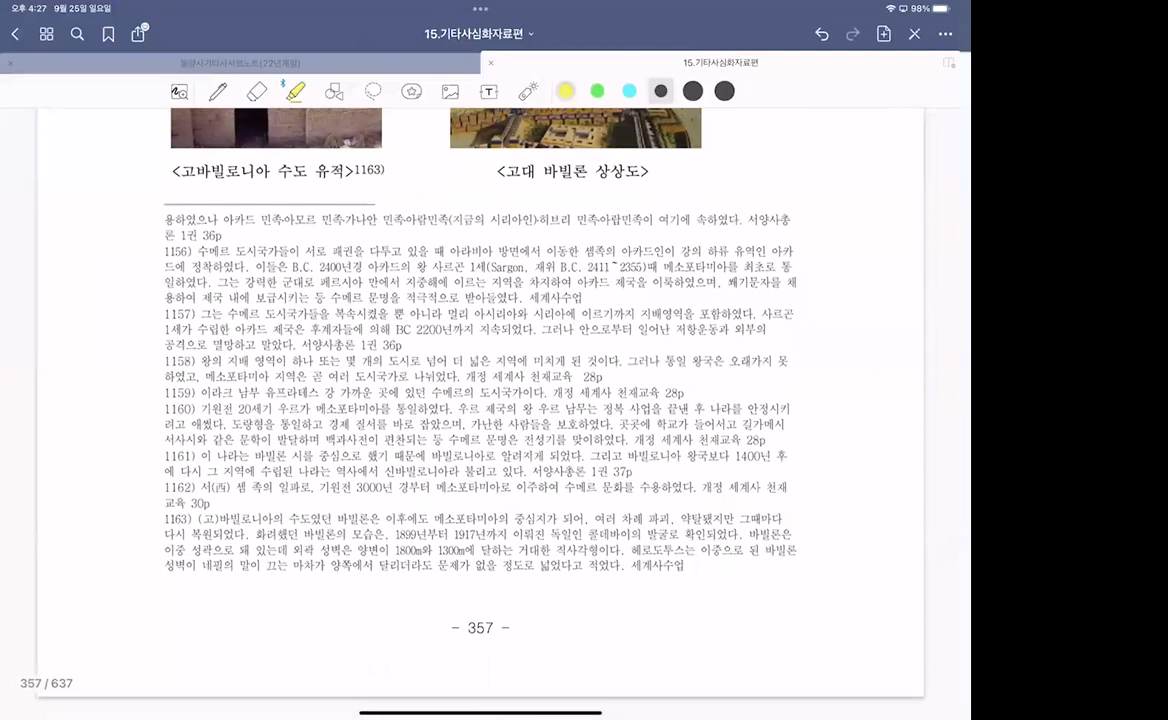 오후 4:27 9월 25일 일요일
98%
15.기타사심화자료편
동양사기타사서브노트(22년개정)
15.기타사심화자료편
<고바빌로니아 수도 유적>1163)
<고대 바빌론 상상도>
용하였으나 아카드 민족·아모르 민족·가나안 민족·아람민족(지금의 시리아인)·히브리 민족·아랍민족이 여기에 속하였다. 서양사총
론 1권 36p
1156) 수메르 도시국가들이 서로 패권을 다투고 있을 때 아라비아 방면에서 이동한 셈족의 아카드인이 강의 하류 유역인 아카
드에 정착하였다. 이들은 B.C. 2400년경 아카드의 왕 사르곤 1세(Sargon, 재위 B.C. 2411~2355)때 메소포타미아를 최초로 통
일하였다. 그는 강력한 군대로 페르시아 만에서 지중해에 이르는 지역을 차지하여 아카드 제국을 이룩하였으며, 쐐기문자를 채
용하여 제국 내에 보급시키는 등 수메르 문명을 적극적으로 받아들였다. 세계사수업
1157) 그는 수메르 도시국가들을 복속시켰을 뿐 아니라 멀리 아시리아와 시리아에 이르기까지 지배영역을 포함하였다. 사르곤
1세가 수립한 아카드 제국은 후계자들에 의해 BC 2200년까지 지속되었다. 그러나 안으로부터 일어난 저항운동과 외부의
공격으로 멸망하고 말았다. 서양사총론 1권 36p
1158) 왕의 지배 영역이 하나 또는 몇 개의 도시로 넘어 더 넓은 지역에 미치게 된 것이다. 그러나 통일 왕국은 오래가지 못
하였고, 메소포타미아 지역은 곧 여러 도시국가로 나뉘었다. 개정 세계사 천재교육 28p
1159) 이라크 남부 유프라테스 강 가까운 곳에 있던 수메르의 도시국가이다. 개정 세계사 천재교육 28p
1160) 기원전 20세기 우르가 메소포타미아를 통일하였다. 우르 제국의 왕 우르 남무는 정복 사업을 끝낸 후 나라를 안정시키
려고 애썼다. 도량형을 통일하고 경제 질서를 바로 잡았으며, 가난한 사람들을 보호하였다. 곳곳에 학교가 들어서고 길가메시
서사시와 같은 문학이 발달하며 백과사전이 편찬되는 등 수메르 문명은 전성기를 맞이하였다. 개정 세계사 천재교육 28p
1161) 이 나라는 바빌론 시를 중심으로 했기 때문에 바빌로니아로 알려지게 되었다. 그리고 바빌로니아 왕국보다 1400년 후
에 다시 그 지역에 수립된 나라는 역사에서 신바빌로니아라 불리고 있다. 서양사총론 1권 37p
1162) 서(西) 셈 족의 일파로, 기원전 3000년 경부터 메소포타미아로 이주하여 수메르 문화를 수용하였다. 개정 세계사 천재
교육 30p
1163) (고)바빌로니아의 수도였던 바빌론은 이후에도 메소포타미아의 중심지가 되어, 여러 차례 파괴, 약탈됐지만 그때마다
다시 복원되었다. 화려했던 바빌론의 모습은, 1899년부터 1917년까지 이뤄진 독일인 콜데바이의 발굴로 확인되었다. 바빌론은
이중 성곽으로 돼 있는데 외곽 성벽은 양변이 1800m와 1300m에 달하는 거대한 직사각형이다. 헤로도투스는 이중으로 된 바빌론
성벽이 네필의 말이 끄는 마차가 양쪽에서 달리더라도 문제가 없을 정도로 넓었다고 적었다. 세계사수업
- 357 -
357 / 637